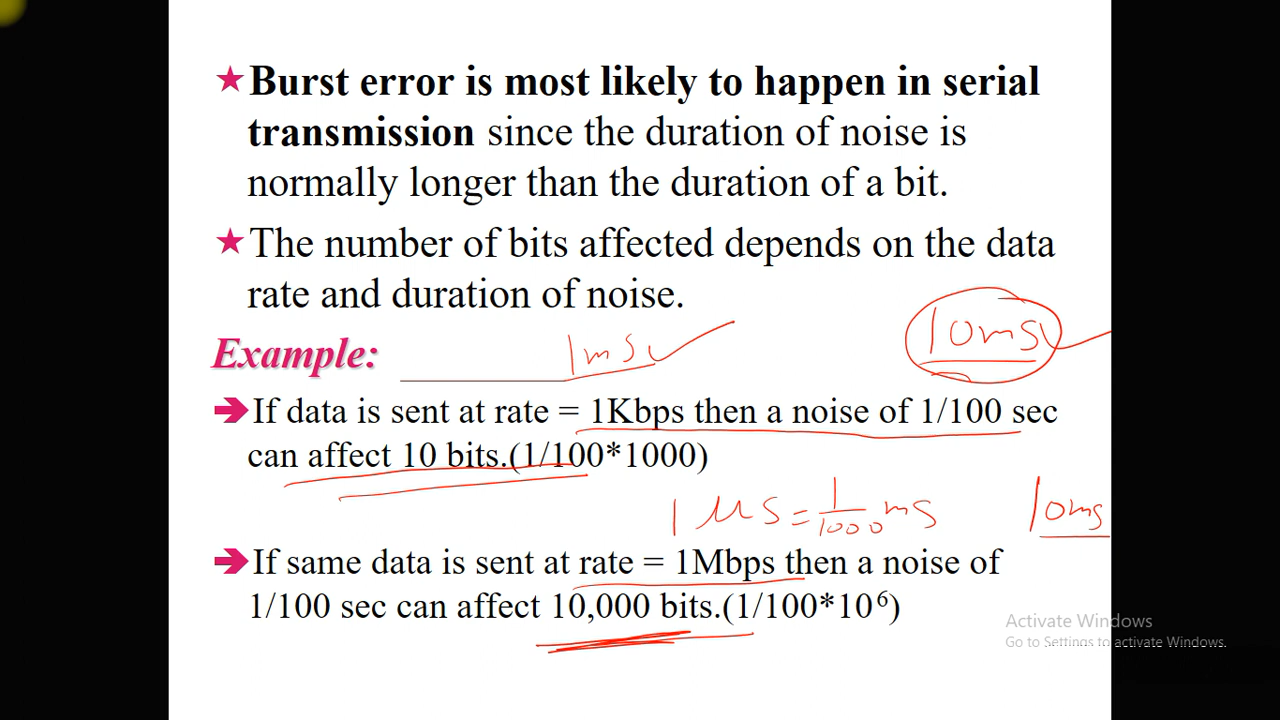 Burst error is most likely to happen in serial
transmission since the duration of noise is
normally longer than the duration of a bit.
The number of bits affected depends on the data
rate and duration of noise.
10ms
Example:
1ms
If data is sent at rate = 1Kbps then a noise of 1/100 sec
can affect 10 bits.(1/100*1000)
1 μs = 1/1000 ms
10ms
If same data is sent at rate = 1Mbps then a noise of
1/100 sec can affect 10,000 bits.(1/100*10⁶)
Activate Windows
Go to Settings to activate Windows.